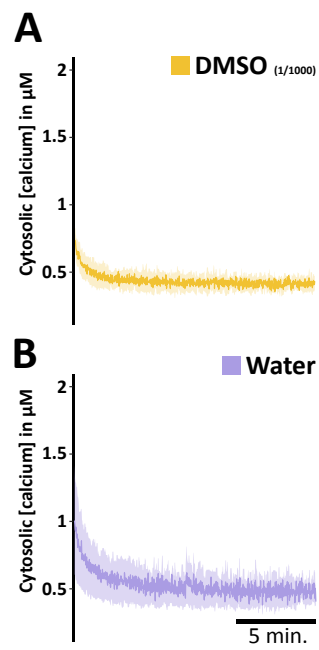 A
DMSO (1/1000)
Cytosolic [calcium] in µM
2
1.5
1
0.5
B
Water
Cytosolic [calcium] in µM
2
1.5
1
0.5
5 min.